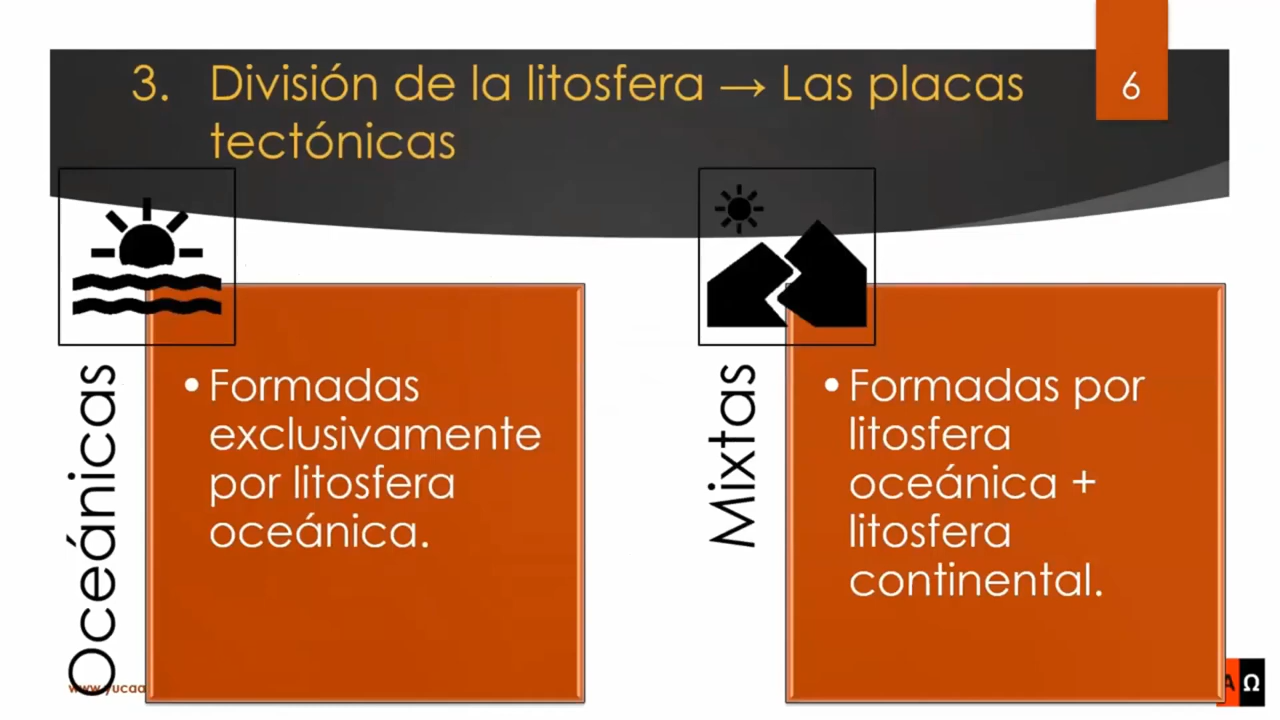 3. División de la litosfera → Las placas
tectónicas
6
Oceánicas
• Formadas
exclusivamente
por litosfera
oceánica.
Mixtas
• Formadas por
litosfera
oceánica +
litosfera
continental.
Ω